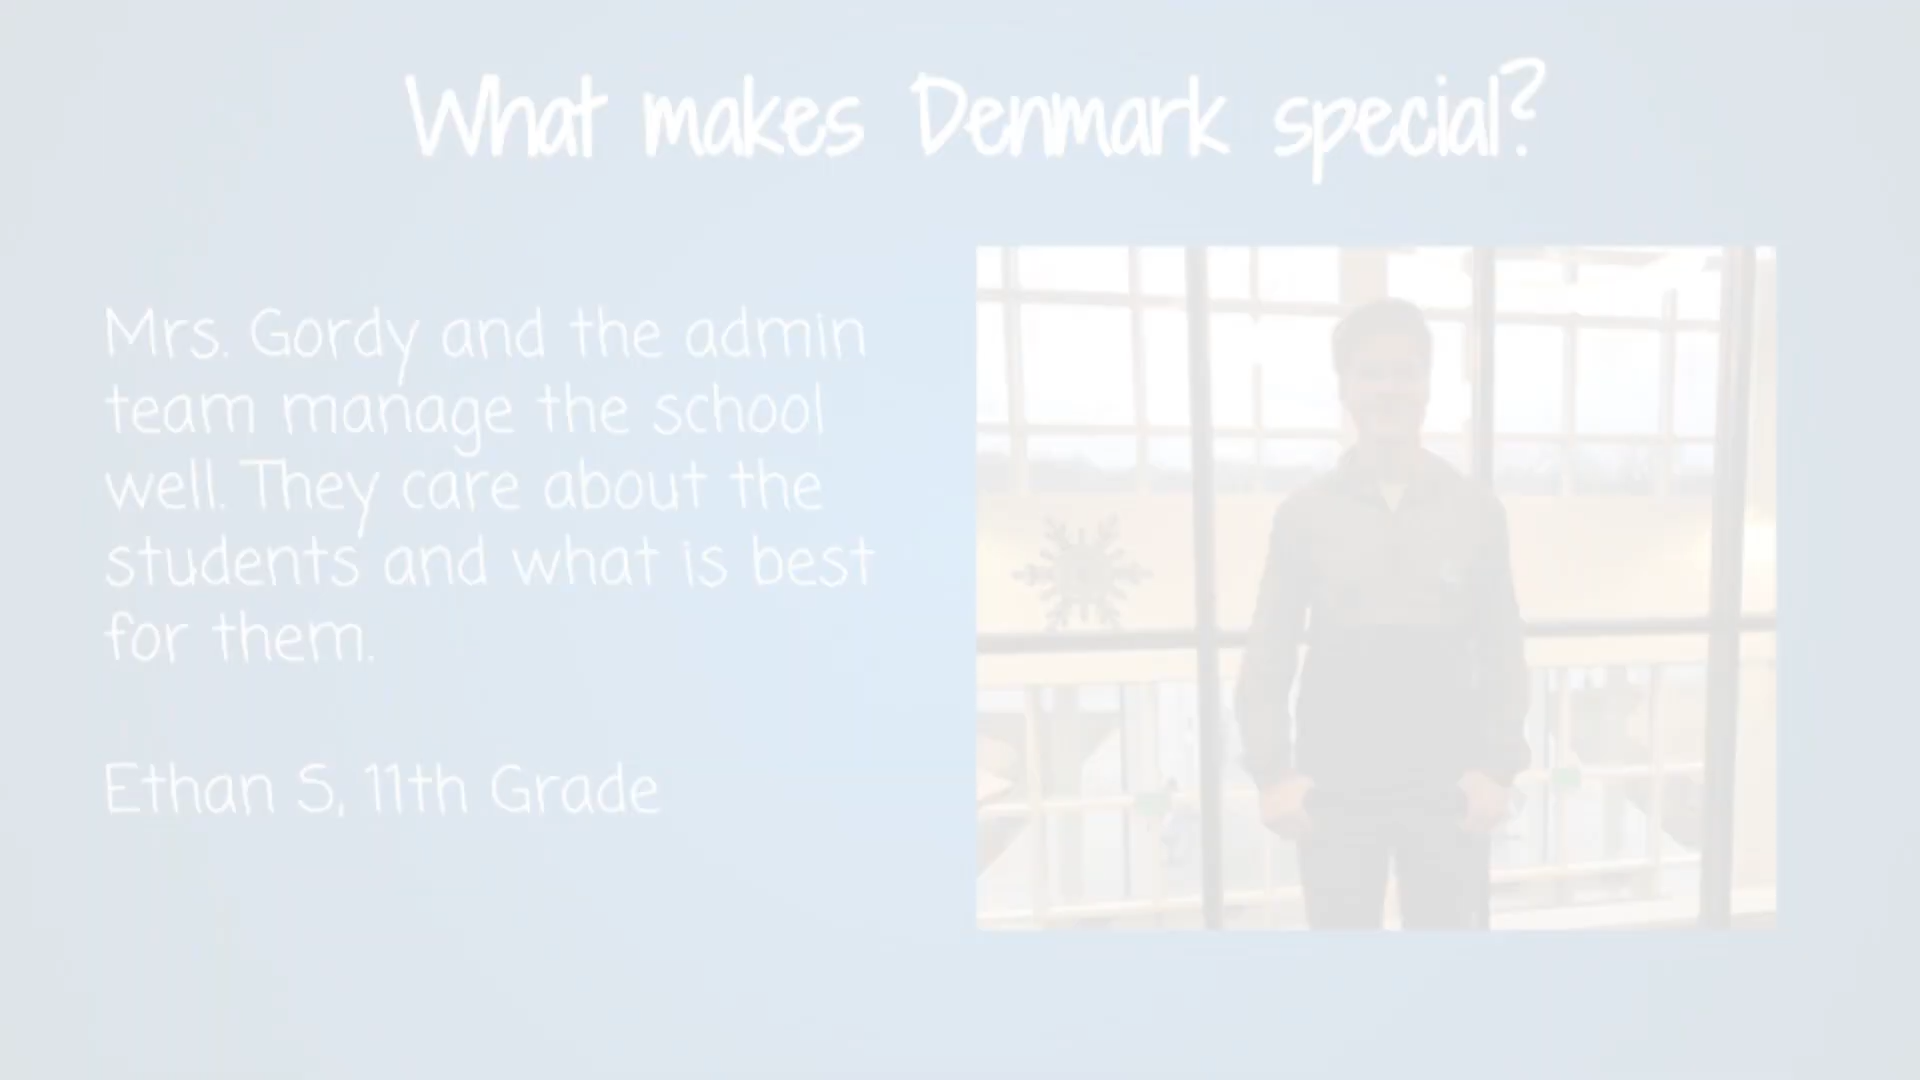 What makes Denmark special?
Mrs. Gordy and the admin
team manage the school
well. They care about the
students and what is best
for them.
Ethan S, 11th Grade